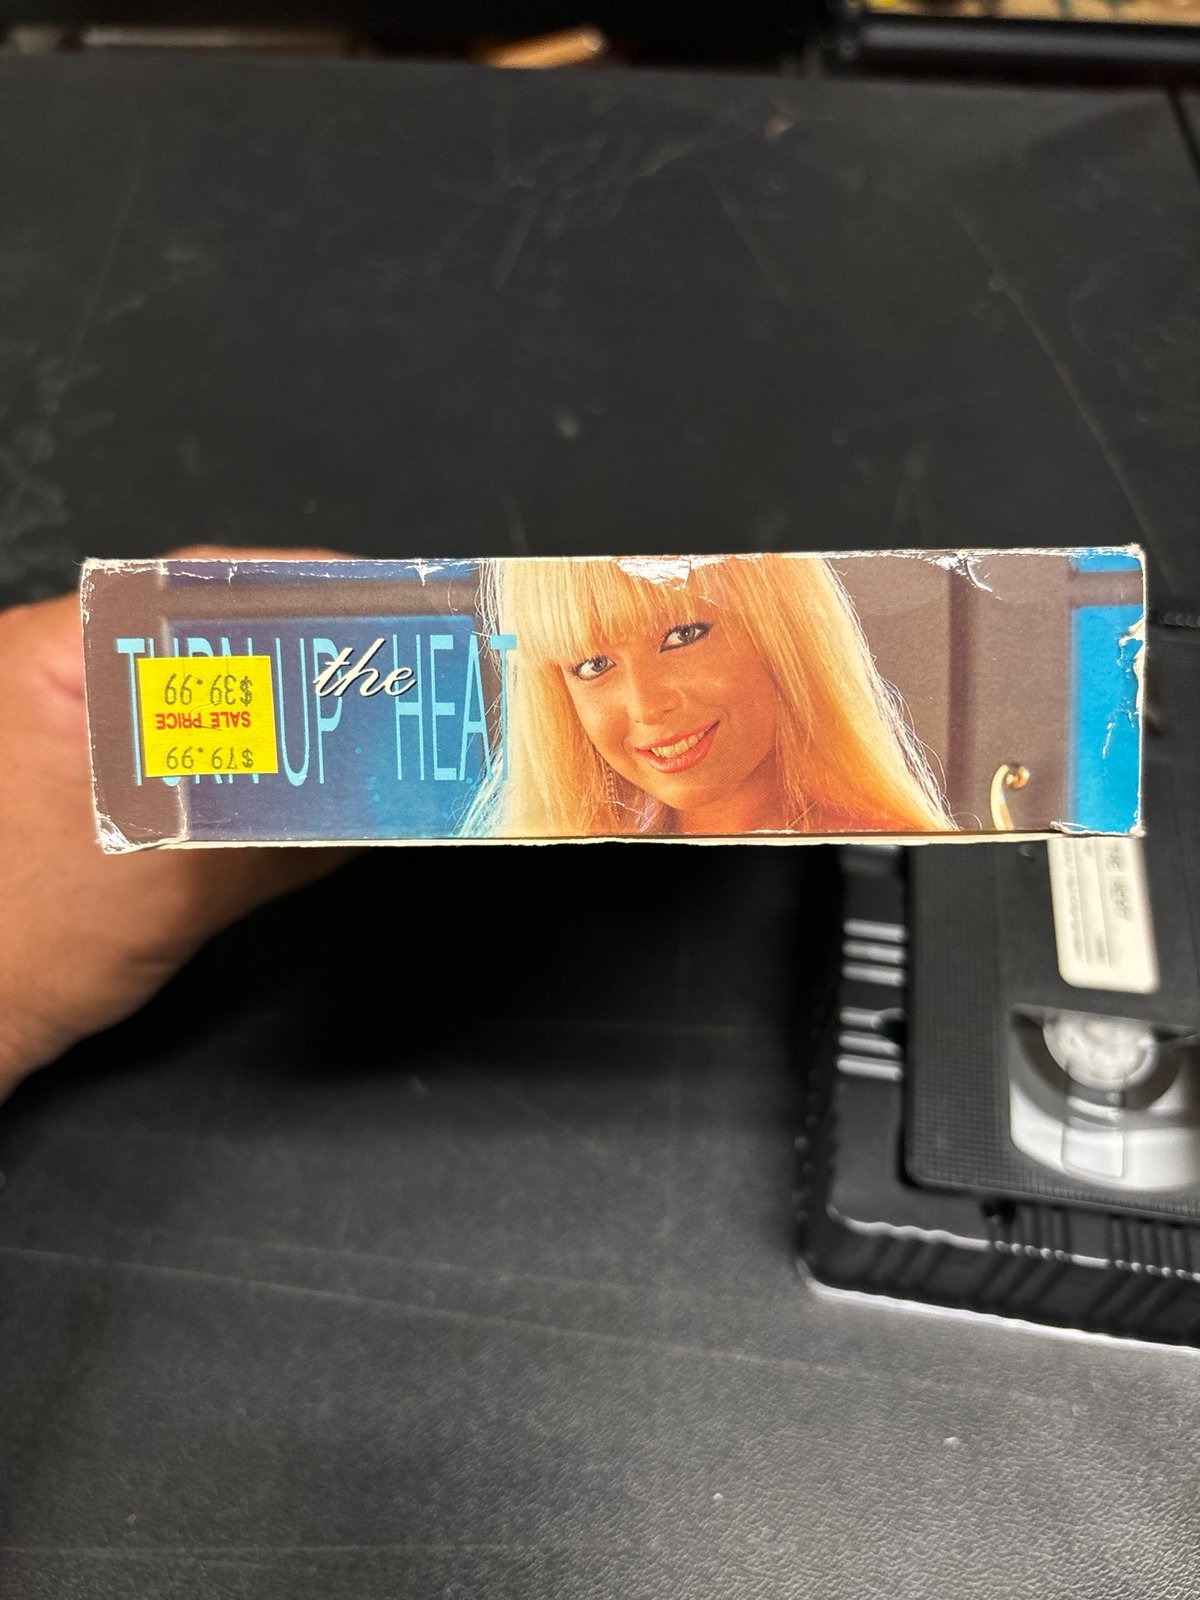 TURN UP the HEAT
$79.99
SALE PRICE
$39.99